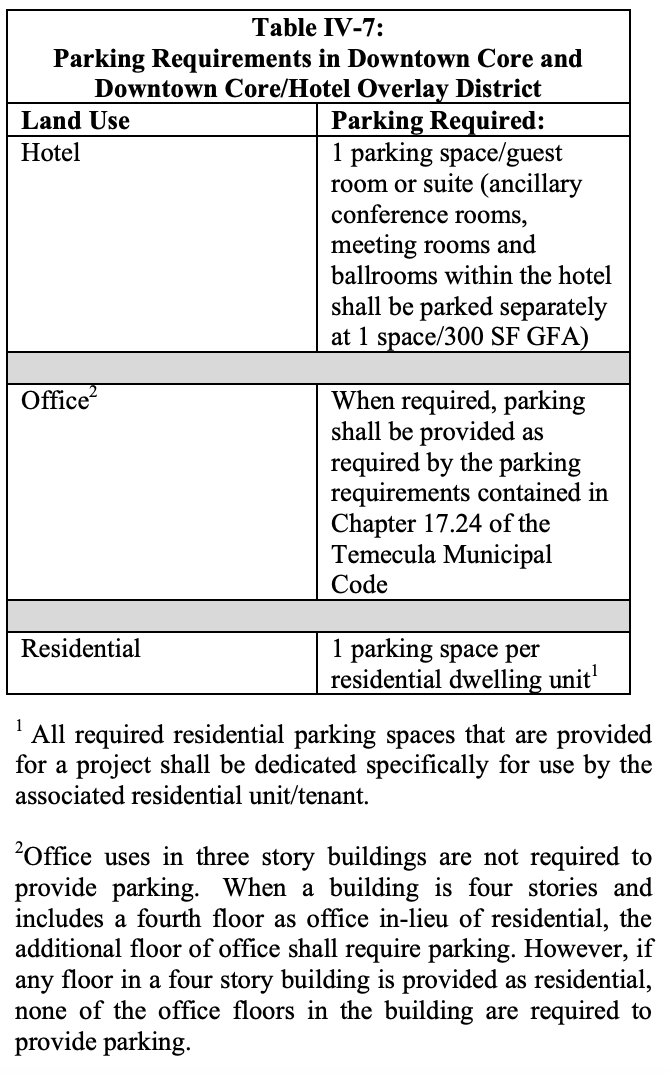 Table IV-7:
Parking Requirements in Downtown Core and
Downtown Core/Hotel Overlay District
Land Use
Parking Required:
Hotel
1 parking space/guest
room or suite (ancillary
conference rooms,
meeting rooms and
ballrooms within the hotel
shall be parked separately
at 1 space/300 SF GFA)
Office²
When required, parking
shall be provided as
required by the parking
requirements contained in
Chapter 17.24 of the
Temecula Municipal
Code
Residential
1 parking space per
residential dwelling unit¹
¹ All required residential parking spaces that are provided
for a project shall be dedicated specifically for use by the
associated residential unit/tenant.
²Office uses in three story buildings are not required to
provide parking. When a building is four stories and
includes a fourth floor as office in-lieu of residential, the
additional floor of office shall require parking. However, if
any floor in a four story building is provided as residential,
none of the office floors in the building are required to
provide parking.